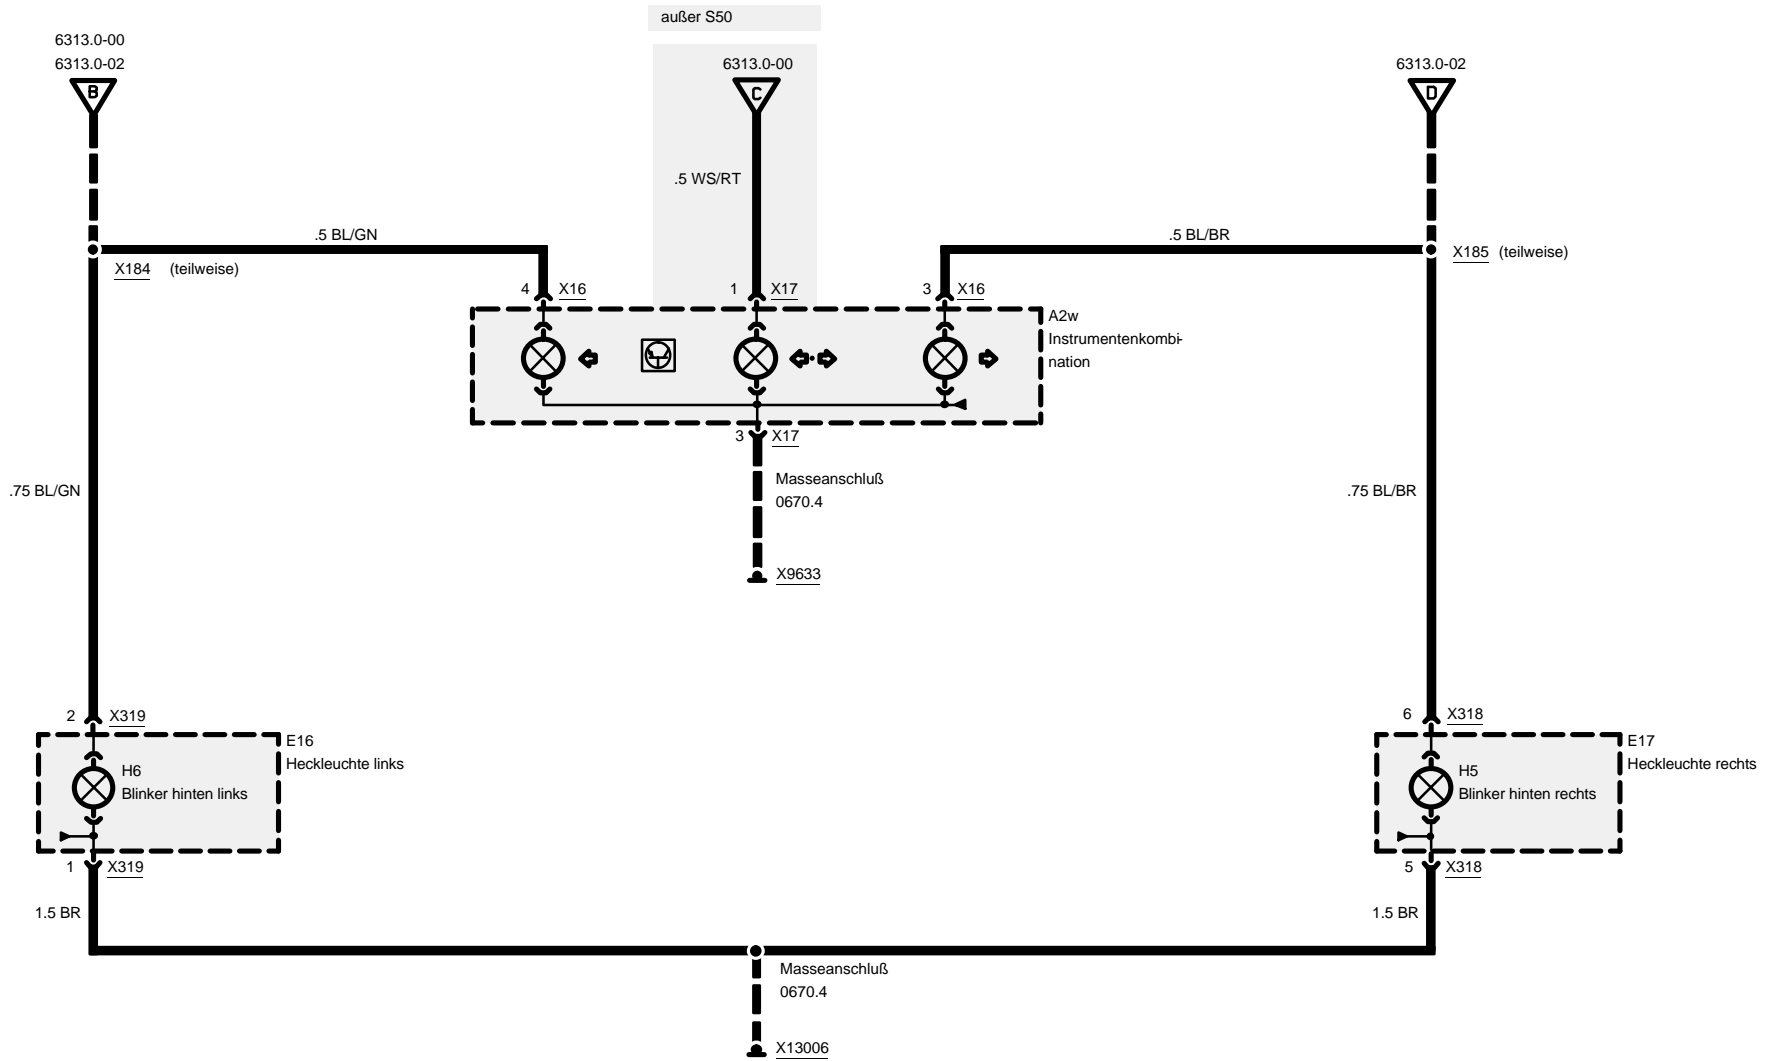 außer S50
6313.0-00
6313.0-02
6313.0-00
6313.0-02
B
C
D
.5 WS/RT
.5 BL/GN
.5 BL/BR
X184 (teilweise)
X185 (teilweise)
4 X16
1 X17
3 X16
A2w
Instrumentenkombi-
nation
3 X17
Masseanschluß
0670.4
.75 BL/GN
.75 BL/BR
X9633
2 X319
6 X318
E16
Heckleuchte links
H6
Blinker hinten links
E17
Heckleuchte rechts
H5
Blinker hinten rechts
1 X319
5 X318
1.5 BR
1.5 BR
Masseanschluß
0670.4
X13006